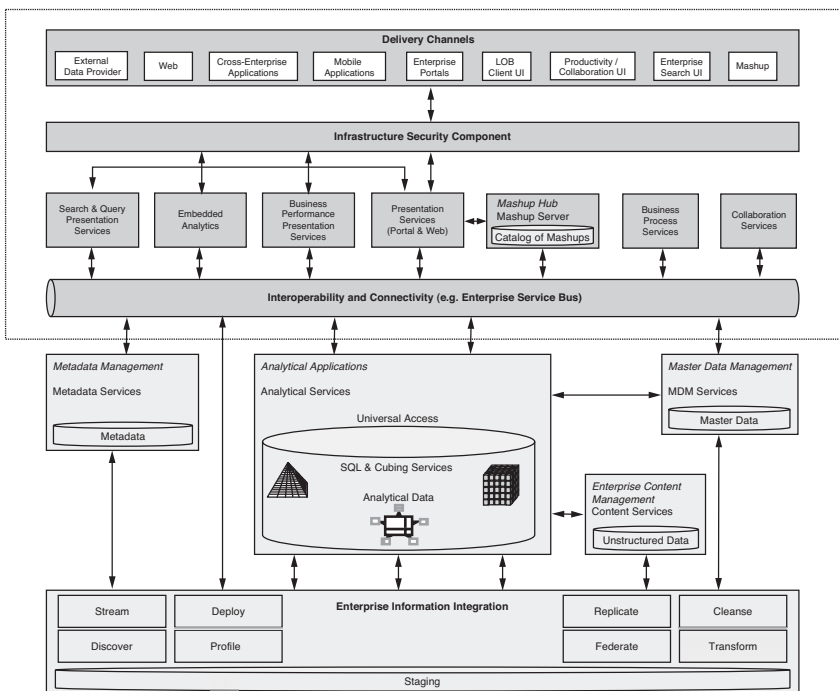 Delivery Channels
External
Data Provider
Web
Cross-Enterprise
Applications
Mobile
Applications
Enterprise
Portals
LOB
Client UI
Productivity /
Collaboration UI
Enterprise
Search UI
Mashup
Infrastructure Security Component
Search & Query
Presentation
Services
Embedded
Analytics
Business
Performance
Presentation
Services
Presentation
Services
(Portal & Web)
Mashup Hub
Mashup Server
Catalog of Mashups
Business
Process
Services
Collaboration
Services
Interoperability and Connectivity (e.g. Enterprise Service Bus)
Metadata Management
Metadata Services
Metadata
Analytical Applications
Analytical Services
Universal Access
SQL & Cubing Services
Analytical Data
Master Data Management
MDM Services
Master Data
Enterprise Content
Management
Content Services
Unstructured Data
Enterprise Information Integration
Stream
Deploy
Replicate
Cleanse
Discover
Profile
Federate
Transform
Staging